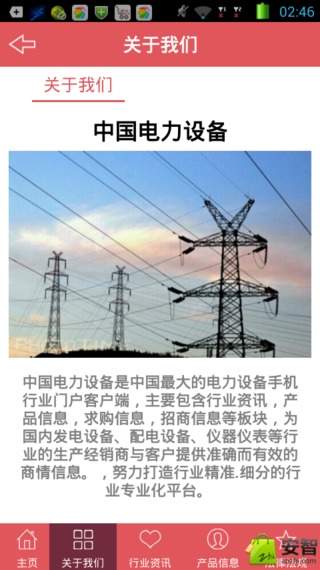 02:46
关于我们
关于我们
中国电力设备
中国电力设备是中国最大的电力设备手机
行业门户客户端，主要包含行业资讯，产
品信息，求购信息，招商信息等板块，为
国内发电设备、配电设备、仪器仪表等行
业的生产经销商与客户提供准确而有效的
商情信息。，努力打造行业精准.细分的行
业专业化平台。
主页
关于我们
行业资讯
产品信息
安智